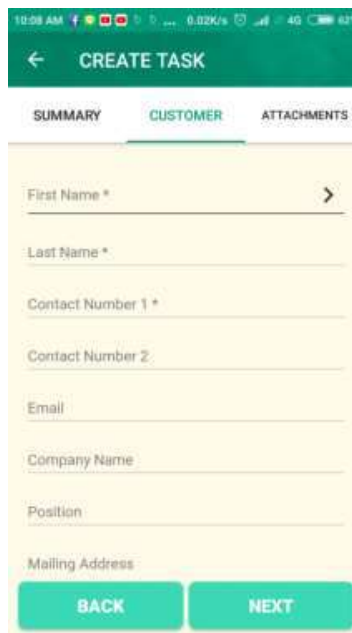 10:08 AM ... 0.02K/s 4G 62%
← CREATE TASK
SUMMARY CUSTOMER ATTACHMENTS
First Name *
Last Name *
Contact Number 1 *
Contact Number 2
Email
Company Name
Position
Mailing Address
BACK NEXT